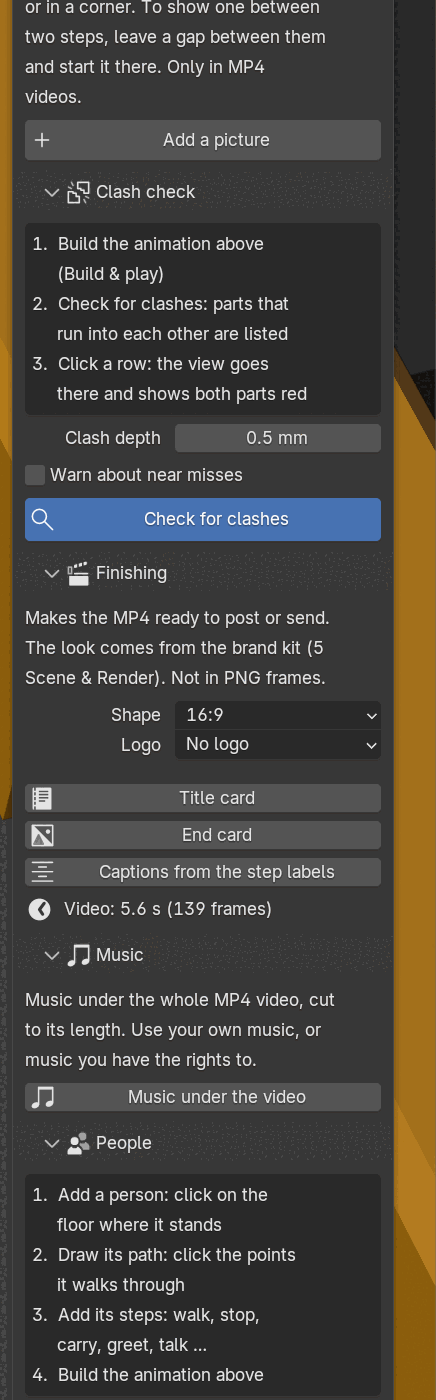 or in a corner. To show one between
two steps, leave a gap between them
and start it there. Only in MP4
videos.
Add a picture
Clash check
1. Build the animation above
(Build & play)
2. Check for clashes: parts that
run into each other are listed
3. Click a row: the view goes
there and shows both parts red
Clash depth 0.5 mm
Warn about near misses
Check for clashes
Finishing
Makes the MP4 ready to post or send.
The look comes from the brand kit (5
Scene & Render). Not in PNG frames.
Shape 16:9
Logo No logo
Title card
End card
Captions from the step labels
Video: 5.6 s (139 frames)
Music
Music under the whole MP4 video, cut
to its length. Use your own music, or
music you have the rights to.
Music under the video
People
1. Add a person: click on the
floor where it stands
2. Draw its path: click the points
it walks through
3. Add its steps: walk, stop,
carry, greet, talk ...
4. Build the animation above